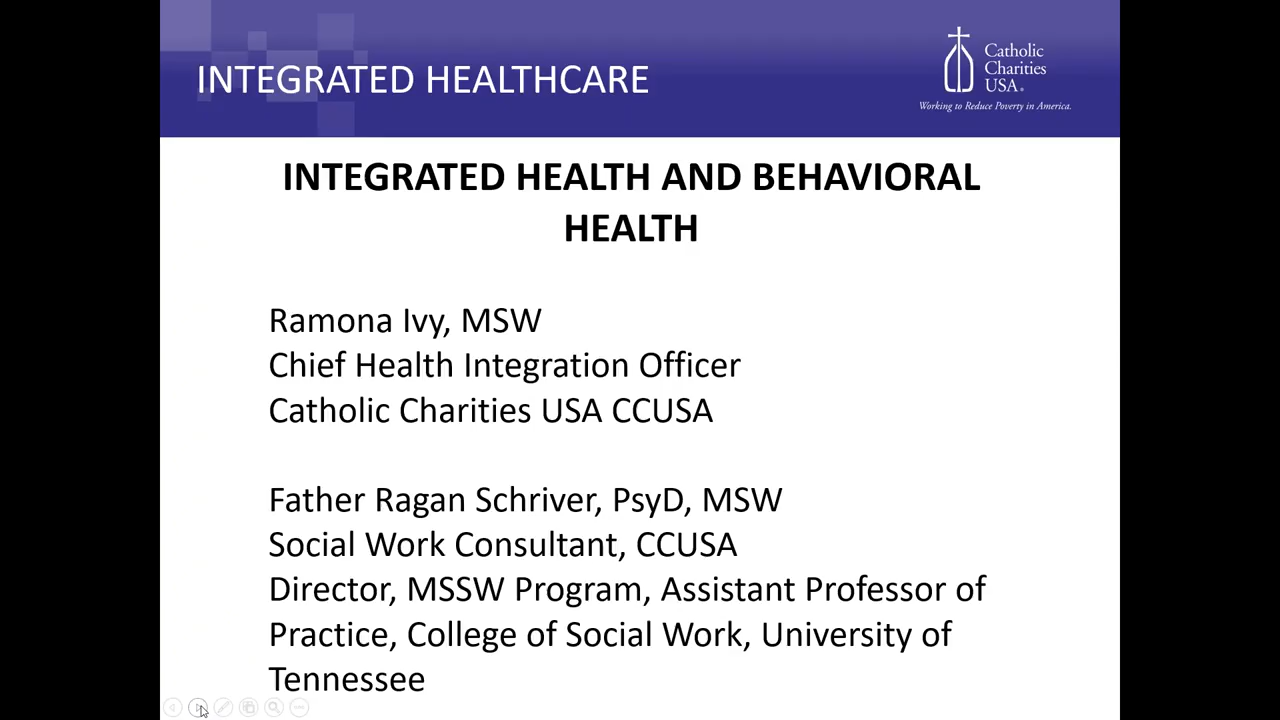 INTEGRATED HEALTHCARE
Catholic
Charities
USA®
Working to Reduce Poverty in America.
INTEGRATED HEALTH AND BEHAVIORAL
HEALTH
Ramona Ivy, MSW
Chief Health Integration Officer
Catholic Charities USA CCUSA
Father Ragan Schriver, PsyD, MSW
Social Work Consultant, CCUSA
Director, MSSW Program, Assistant Professor of
Practice, College of Social Work, University of
Tennessee